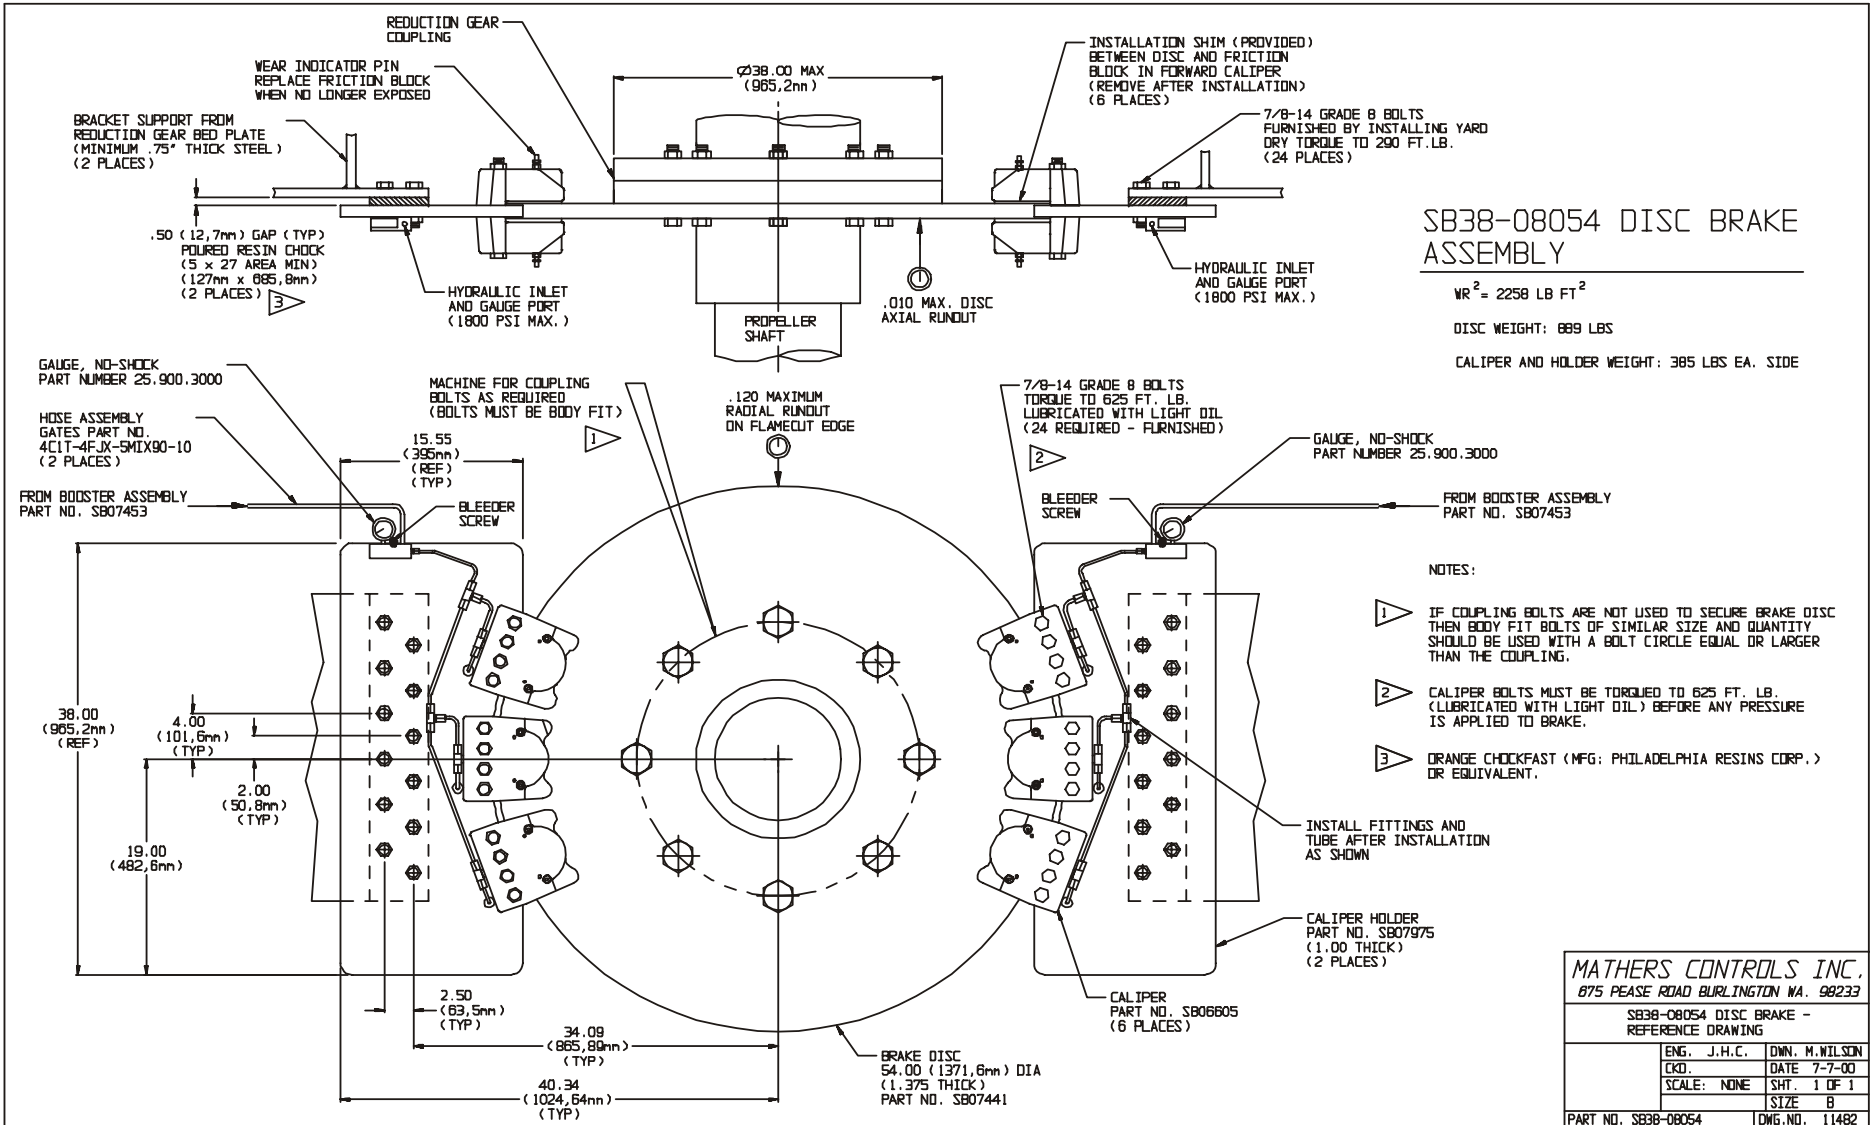 REDUCTION GEAR
COUPLING
WEAR INDICATOR PIN
REPLACE FRICTION BLOCK
WHEN NO LONGER EXPOSED
BRACKET SUPPORT FROM
REDUCTION GEAR BED PLATE
(MINIMUM .75" THICK STEEL)
(2 PLACES)
Ø38.00 MAX
(965,2mm)
INSTALLATION SHIM (PROVIDED)
BETWEEN DISC AND FRICTION
BLOCK IN FORWARD CALIPER
(REMOVE AFTER INSTALLATION)
(6 PLACES)
7/8-14 GRADE 8 BOLTS
FURNISHED BY INSTALLING YARD
DRY TORQUE TO 290 FT.LB.
(24 PLACES)
.50 (12,7mm) GAP (TYP)
POURED RESIN CHOCK
(5 x 27 AREA MIN)
(127mm x 685,8mm)
(2 PLACES)
3
HYDRAULIC INLET
AND GAUGE PORT
(1800 PSI MAX.)
PROPELLER
SHAFT
.010 MAX. DISC
AXIAL RUNOUT
HYDRAULIC INLET
AND GAUGE PORT
(1800 PSI MAX.)
SB38-08054 DISC BRAKE
ASSEMBLY
WR²= 2258 LB FT²
DISC WEIGHT: 889 LBS
CALIPER AND HOLDER WEIGHT: 385 LBS EA. SIDE
GAUGE, NO-SHOCK
PART NUMBER 25.900.3000
HOSE ASSEMBLY
GATES PART NO.
4C1T-4FJX-5MIX90-10
(2 PLACES)
FROM BOOSTER ASSEMBLY
PART NO. SB07453
MACHINE FOR COUPLING
BOLTS AS REQUIRED
(BOLTS MUST BE BODY FIT)
1
15.55
(395mm)
(REF)
(TYP)
BLEEDER
SCREW
.120 MAXIMUM
RADIAL RUNOUT
ON FLAMECUT EDGE
7/8-14 GRADE 8 BOLTS
TORQUE TO 625 FT. LB.
LUBRICATED WITH LIGHT OIL
(24 REQUIRED - FURNISHED)
2
BLEEDER
SCREW
GAUGE, NO-SHOCK
PART NUMBER 25.900.3000
FROM BOOSTER ASSEMBLY
PART NO. SB07453
NOTES:
1 IF COUPLING BOLTS ARE NOT USED TO SECURE BRAKE DISC
THEN BODY FIT BOLTS OF SIMILAR SIZE AND QUANTITY
SHOULD BE USED WITH A BOLT CIRCLE EQUAL OR LARGER
THAN THE COUPLING.
2 CALIPER BOLTS MUST BE TORQUED TO 625 FT. LB.
(LUBRICATED WITH LIGHT OIL) BEFORE ANY PRESSURE
IS APPLIED TO BRAKE.
3 ORANGE CHOCKFAST (MFG: PHILADELPHIA RESINS CORP.)
OR EQUIVALENT.
38.00
(965,2mm)
(REF)
4.00
(101,6mm)
(TYP)
2.00
(50,8mm)
(TYP)
19.00
(482,6mm)
2.50
(63,5mm)
(TYP)
34.09
(865,89mm)
(TYP)
40.34
(1024,64mm)
(TYP)
INSTALL FITTINGS AND
TUBE AFTER INSTALLATION
AS SHOWN
CALIPER HOLDER
PART NO. SB07975
(1.00 THICK)
(2 PLACES)
CALIPER
PART NO. SB06605
(6 PLACES)
BRAKE DISC
54.00 (1371,6mm) DIA
(1.375 THICK)
PART NO. SB07441
MATHERS CONTROLS INC.
675 PEASE ROAD BURLINGTON WA. 98233
SB38-08054 DISC BRAKE -
REFERENCE DRAWING
ENG. J.H.C. DWN. M.WILSON
CKD. DATE 7-7-00
SCALE: NONE SHT. 1 OF 1
SIZE B
PART NO. SB38-08054 DWG.NO. 11482